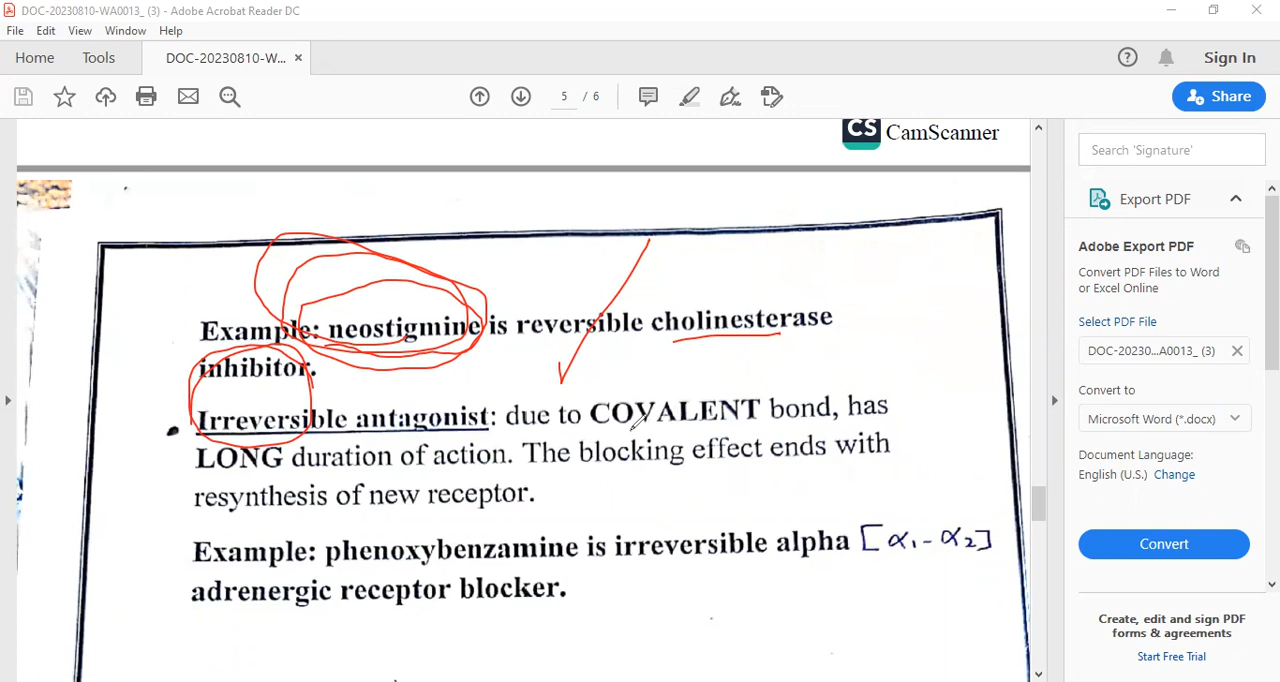 DOC-20230810-WA0013_ (3) - Adobe Acrobat Reader DC
File Edit View Window Help
Home Tools DOC-20230810-W... × Sign In
5 / 6 Share
CS CamScanner
Example: neostigmine is reversible cholinesterase
inhibitor.
Irreversible antagonist: due to COVALENT bond, has
LONG duration of action. The blocking effect ends with
resynthesis of new receptor.
Example: phenoxybenzamine is irreversible alpha [α₁ - α₂]
adrenergic receptor blocker.
Search 'Signature'
Export PDF
Adobe Export PDF
Convert PDF Files to Word
or Excel Online
Select PDF File
DOC-20230...A0013_ (3)
Convert to
Microsoft Word (*.docx)
Document Language:
English (U.S.) Change
Convert
Create, edit and sign PDF
forms & agreements
Start Free Trial